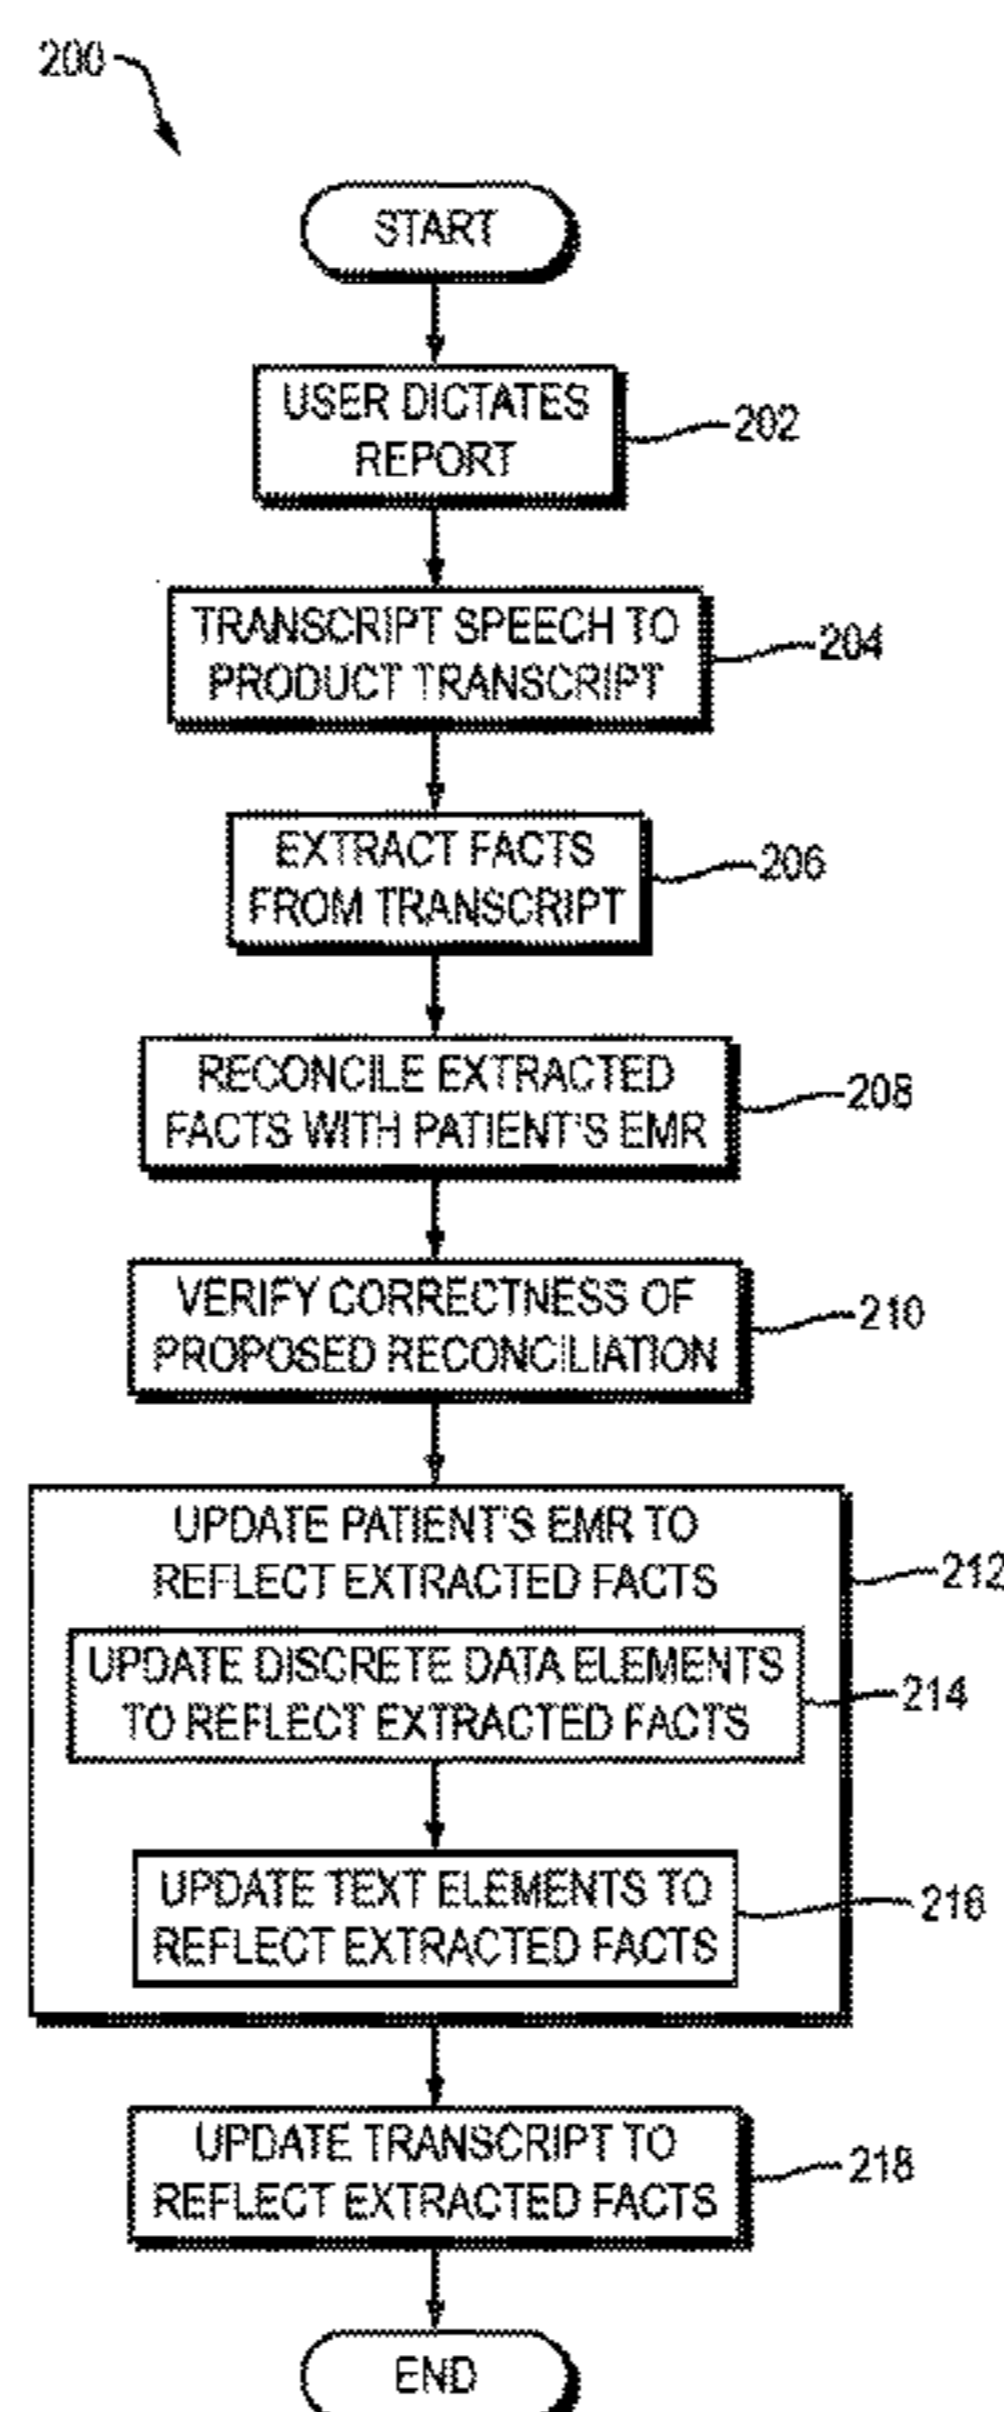 200
START
USER DICTATES
REPORT
202
TRANSCRIPT SPEECH TO
PRODUCT TRANSCRIPT
204
EXTRACT FACTS
FROM TRANSCRIPT
206
RECONCILE EXTRACTED
FACTS WITH PATIENT'S EMR
208
VERIFY CORRECTNESS OF
PROPOSED RECONCILIATION
210
UPDATE PATIENT'S EMR TO
REFLECT EXTRACTED FACTS
212
UPDATE DISCRETE DATA ELEMENTS
TO REFLECT EXTRACTED FACTS
214
UPDATE TEXT ELEMENTS TO
REFLECT EXTRACTED FACTS
216
UPDATE TRANSCRIPT TO
REFLECT EXTRACTED FACTS
218
END